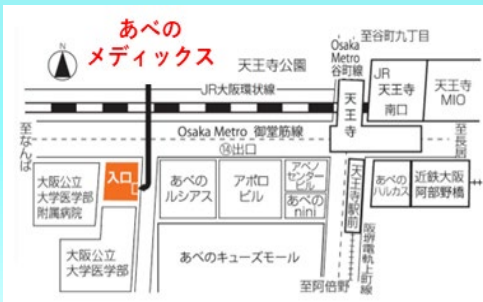 あべの
メディックス
N
天王寺公園
JR大阪環状線
Osaka
Metro
谷町線
至谷町九丁目
JR
天王寺
南口
天王寺
MIO
天王寺
至なんば
Osaka Metro 御堂筋線
至長居
⑭出口
大阪公立
大学医学部
附属病院
入口
あべの
ルシアス
アポロ
ビル
アベノ
センター
ビル
あべの
nini
天王寺駅前
あべの
ハルカス
近鉄大阪
阿部野橋
大阪公立
大学医学部
あべのキューズモール
阪堺電軌上町線
至阿倍野